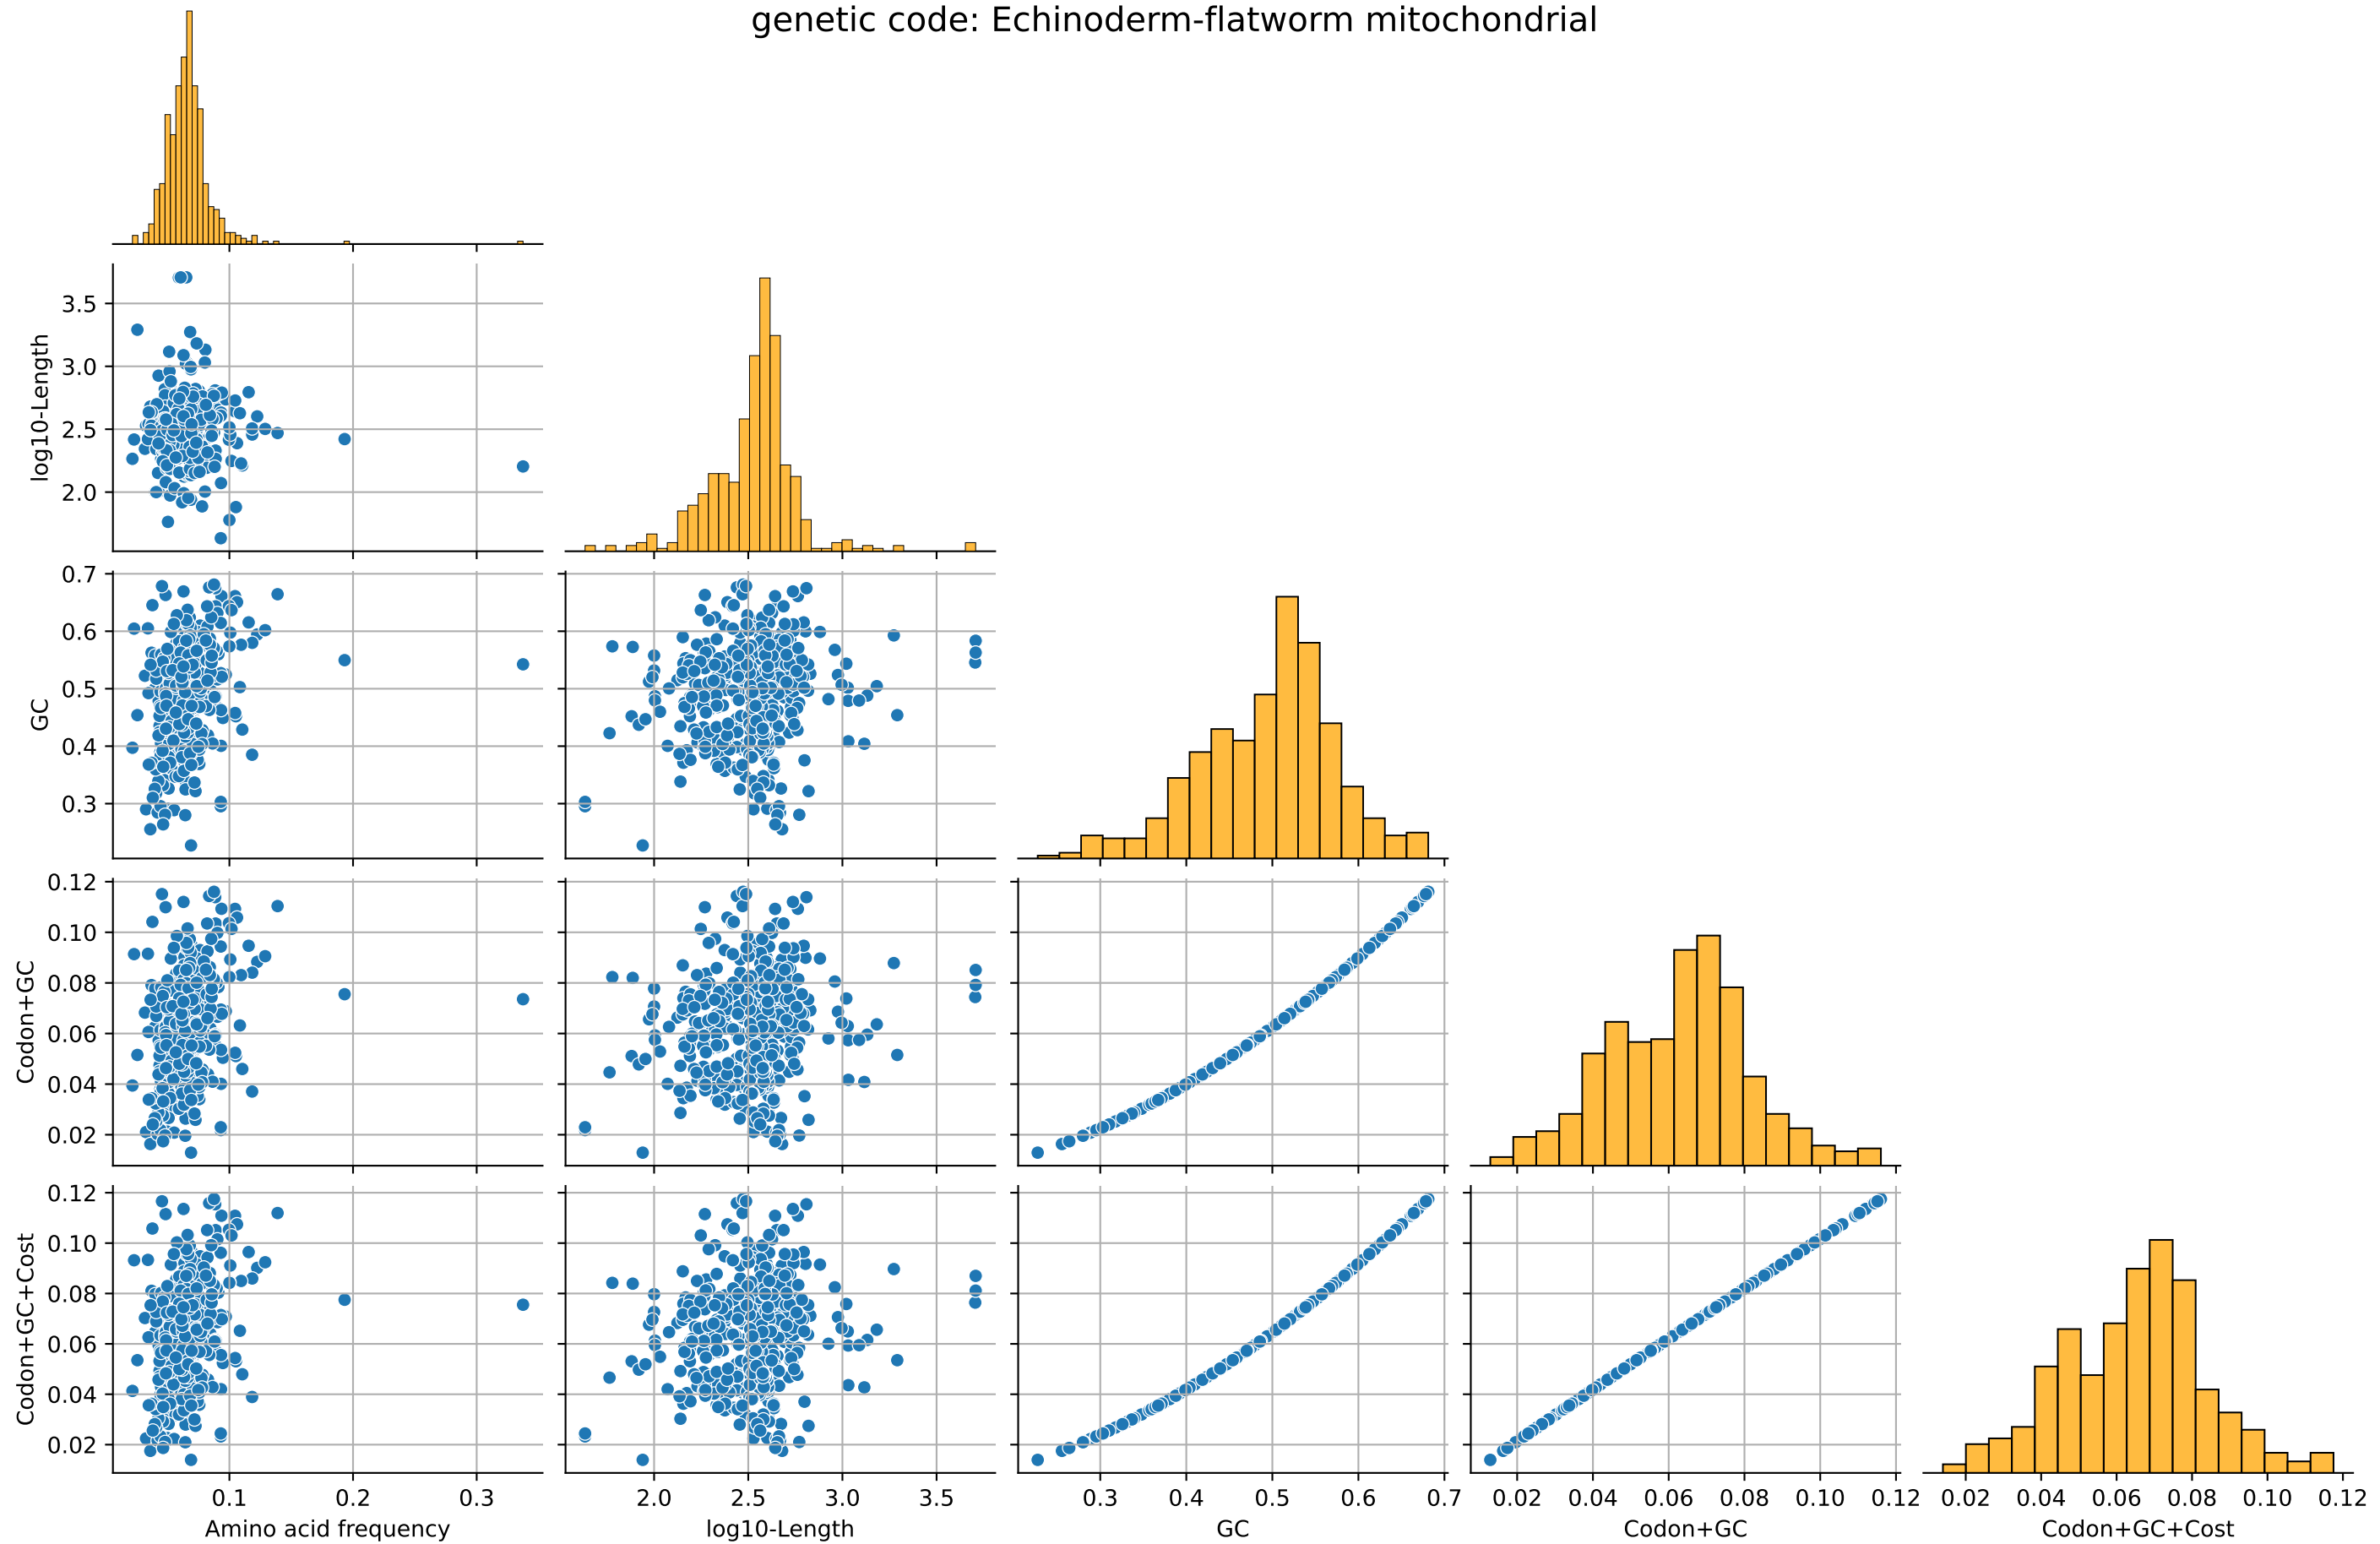 genetic code: Echinoderm-flatworm mitochondrial
log10-Length
3.5
3.0
2.5
2.0
GC
0.7
0.6
0.5
0.4
0.3
Codon+GC
0.12
0.10
0.08
0.06
0.04
0.02
Codon+GC+Cost
0.12
0.10
0.08
0.06
0.04
0.02
0.1 0.2 0.3
2.0 2.5 3.0 3.5
0.3 0.4 0.5 0.6 0.7
0.02 0.04 0.06 0.08 0.10 0.12
0.02 0.04 0.06 0.08 0.10 0.12
Amino acid frequency
log10-Length
GC
Codon+GC
Codon+GC+Cost